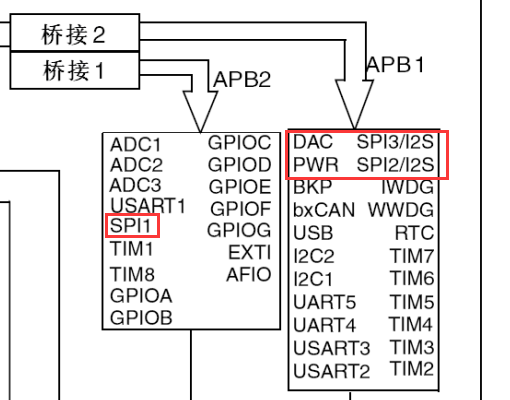 桥接2
桥接1
APB2
APB1
ADC1 GPIOC
ADC2 GPIOD
ADC3 GPIOE
USART1 GPIOF
SPI1 GPIOG
TIM1 EXTI
TIM8 AFIO
GPIOA
GPIOB
DAC SPI3/I2S
PWR SPI2/I2S
BKP IWDG
bxCAN WWDG
USB RTC
I2C2 TIM7
I2C1 TIM6
UART5 TIM5
UART4 TIM4
USART3 TIM3
USART2 TIM2